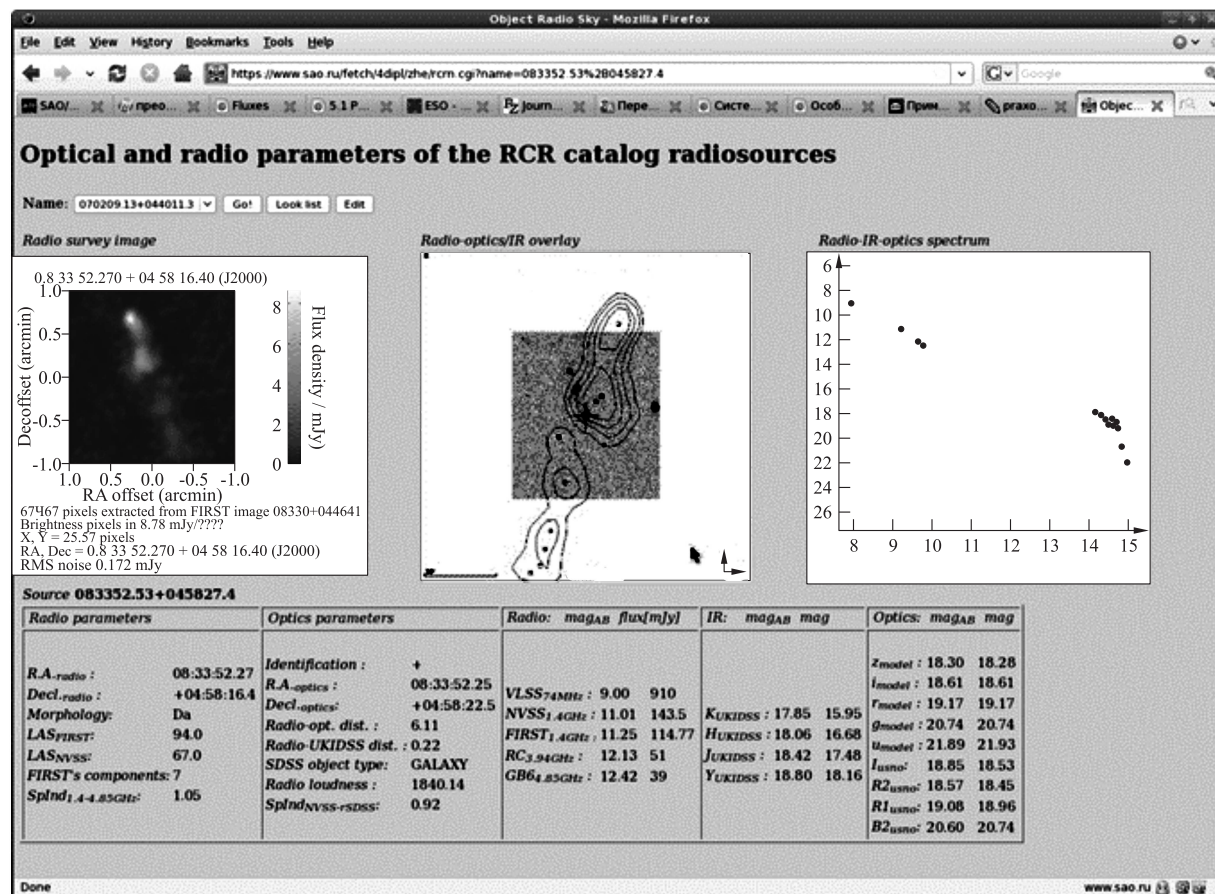 Object Radio Sky - Mozilla Firefox
File Edit View History Bookmarks Tools Help
https://www.sao.ru/fetch/4dipl/zhe/rcrn.cgi?name=083352.53%2B045827.4
Google
SAO/... прео... Fluxes 5.1 P... ESO - ... Journ... Пере... Систе... Особ... Прин... praxo... Objec...
Optical and radio parameters of the RCR catalog radiosources
Name: 070209.13+044011.3 Go! Look list Edit
Radio survey image
0.8 33 52.270 + 04 58 16.40 (J2000)
1.0
0.5
0.0
-0.5
-1.0
Decoffset (arcmin)
1.0 0.5 0.0 -0.5 -1.0
RA offset (arcmin)
8
6
4
2
0
Flux density / mJy)
67Ч67 pixels extracted from FIRST image 08330+044641
Brightness pixels in 8.78 mJy/????
X, Y = 25.57 pixels
RA, Dec = 0.8 33 52.270 + 04 58 16.40 (J2000)
RMS noise 0.172 mJy
Radio-optics/IR overlay
Radio-IR-optics spectrum
6
8
10
12
14
16
18
20
22
24
26
8 9 10 11 12 13 14 15
Source 083352.53+045827.4
Radio parameters
R.A.radio : 08:33:52.27
Decl.radio : +04:58:16.4
Morphology: Da
LASFIRST: 94.0
LASNVSS: 67.0
FIRST's components: 7
SpInd1.4-4.85GHz: 1.05
Optics parameters
Identification : +
R.A.optics : 08:33:52.25
Decl.optics: +04:58:22.5
Radio-opt. dist. : 6.11
Radio-UKIDSS dist. : 0.22
SDSS object type: GALAXY
Radio loudness : 1840.14
SpIndNVSS-rSDSS: 0.92
Radio: magAB flux[mJy]
VLSS74MHz : 9.00 910
NVSS1.4GHz : 11.01 143.5
FIRST1.4GHz : 11.25 114.77
RC3.94GHz : 12.13 51
GB64.85GHz : 12.42 39
IR: magAB mag
KUKIDSS : 17.85 15.95
HUKIDSS : 18.06 16.68
JUKIDSS : 18.42 17.48
YUKIDSS : 18.80 18.16
Optics: magAB mag
zmodel : 18.30 18.28
imodel : 18.61 18.61
rmodel : 19.17 19.17
gmodel : 20.74 20.74
umodel : 21.89 21.93
Iusno: 18.85 18.53
R2usno: 18.57 18.45
R1usno: 19.08 18.96
B2usno: 20.60 20.74
Done
www.sao.ru